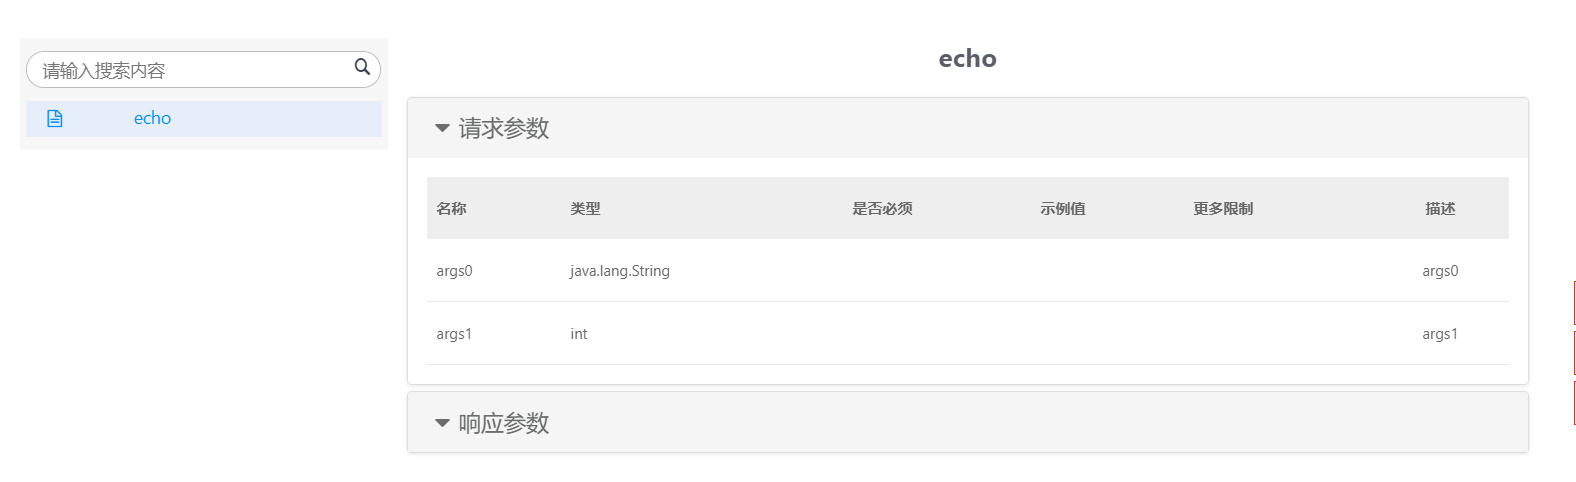 请输入搜索内容
echo
echo
请求参数
名称 类型 是否必须 示例值 更多限制 描述
args0 java.lang.String args0
args1 int args1
响应参数